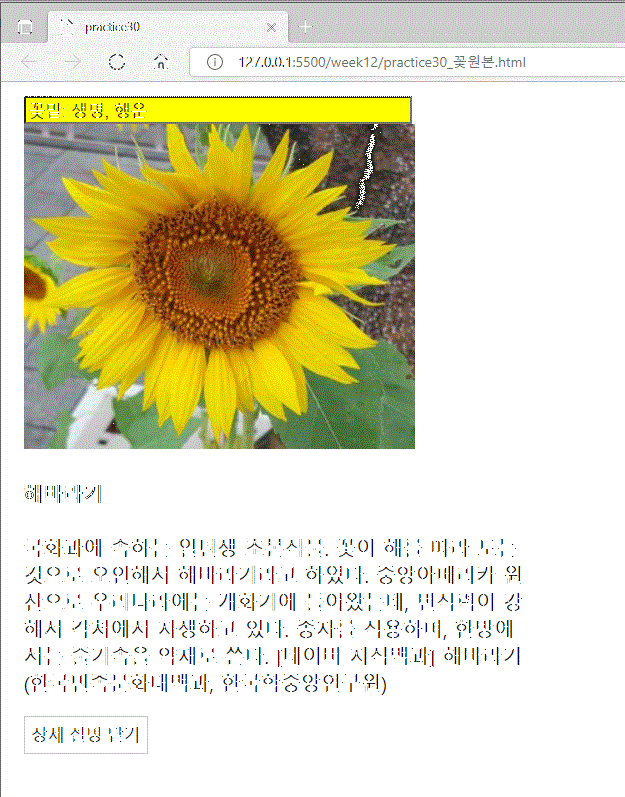 practice30
127.0.0.1:5500/week12/practice30_꽃원본.html
꽃말: 생명, 행운
해바라기
국화과에 속하는 일년생 초본식물. 꽃이 해를 따라 도는
것으로 오인해서 해바라기라고 하였다. 중앙아메리카 원
산으로 우리나라에는 개화기에 들어왔는데, 번식력이 강
해서 각처에서 자생하고 있다. 종자는 식용하며, 한방에
서는 줄기속을 약재로 쓴다. [네이버 지식백과] 해바라기
(한국민족문화대백과, 한국학중앙연구원)
상세 설명 닫기